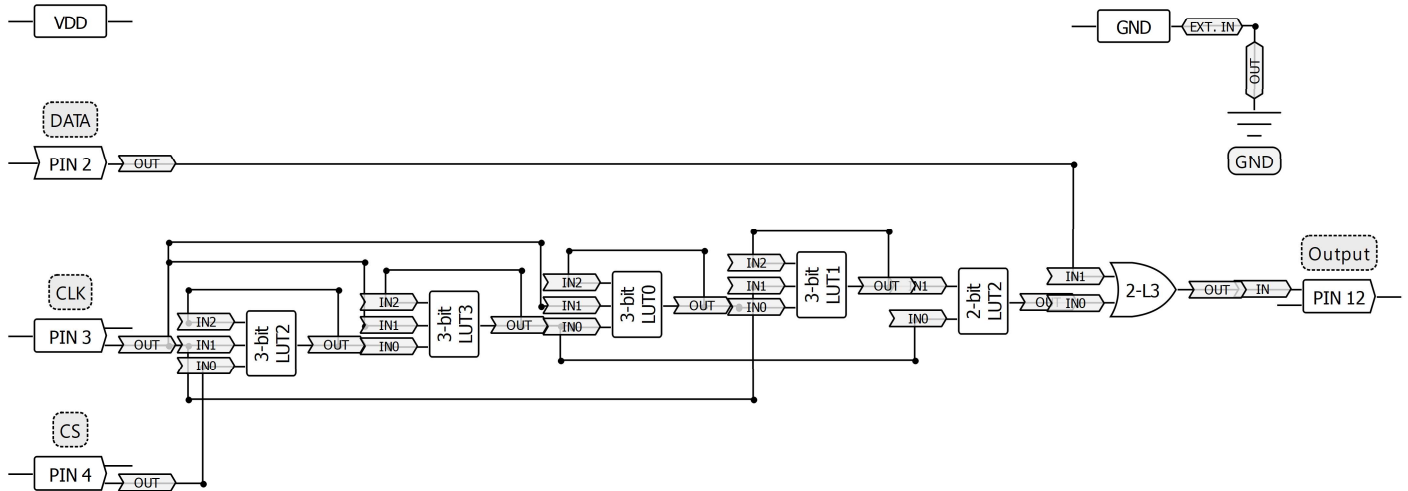 VDD
GND
EXT. IN
OUT
GND
DATA
PIN 2
OUT
CLK
PIN 3
OUT
IN2
IN1
IN0
3-bit
LUT2
OUT
IN2
IN1
IN0
3-bit
LUT3
OUT
IN2
IN1
IN0
3-bit
LUT0
OUT
IN2
IN1
IN0
3-bit
LUT1
OUT
N1
IN0
2-bit
LUT2
OU
IN1
IN0
2-L3
OUT
IN
Output
PIN 12
CS
PIN 4
OUT